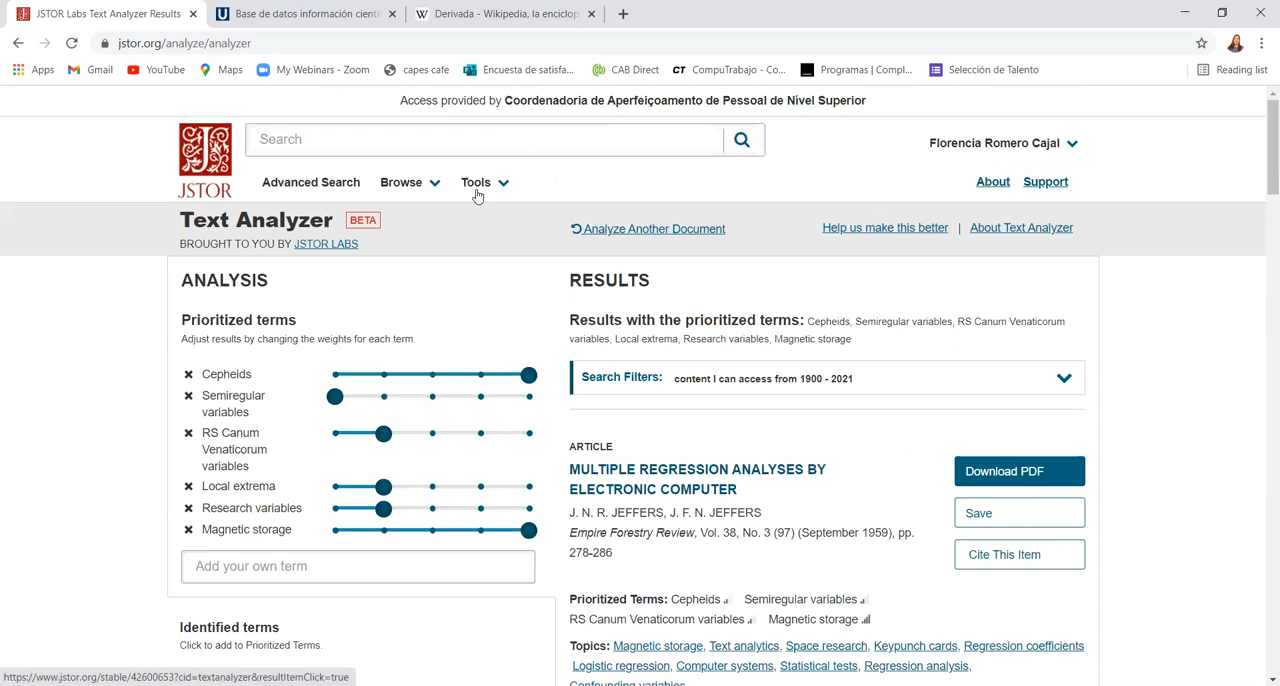 JSTOR Labs Text Analyzer Results
Base de datos información cientí
Derivada - Wikipedia, la enciclop
jstor.org/analyze/analyzer
Apps
Gmail
YouTube
Maps
My Webinars - Zoom
capes cafe
Encuesta de satisfa...
CAB Direct
CT CompuTrabajo - Co...
Programas | Compl...
Selección de Talento
Reading list
Access provided by Coordenadoria de Aperfeiçoamento de Pessoal de Nível Superior
Search
JSTOR
Florencia Romero Cajal
Advanced Search
Browse
Tools
About
Support
Text Analyzer BETA
BROUGHT TO YOU BY JSTOR LABS
Analyze Another Document
Help us make this better | About Text Analyzer
ANALYSIS
Prioritized terms
Adjust results by changing the weights for each term.
× Cepheids
× Semiregular
variables
× RS Canum
Venaticorum
variables
× Local extrema
× Research variables
× Magnetic storage
Add your own term
Identified terms
Click to add to Prioritized Terms.
RESULTS
Results with the prioritized terms: Cepheids, Semiregular variables, RS Canum Venaticorum
variables, Local extrema, Research variables, Magnetic storage
Search Filters: content I can access from 1900 - 2021
ARTICLE
MULTIPLE REGRESSION ANALYSES BY
ELECTRONIC COMPUTER
J. N. R. JEFFERS, J. F. N. JEFFERS
Empire Forestry Review, Vol. 38, No. 3 (97) (September 1959), pp.
278-286
Download PDF
Save
Cite This Item
Prioritized Terms: Cepheids Semiregular variables
RS Canum Venaticorum variables Magnetic storage
Topics: Magnetic storage, Text analytics, Space research, Keypunch cards, Regression coefficients
Logistic regression, Computer systems, Statistical tests, Regression analysis,
Confounding variables
https://www.jstor.org/stable/42600653?cid=textanalyzer&resultItemClick=true